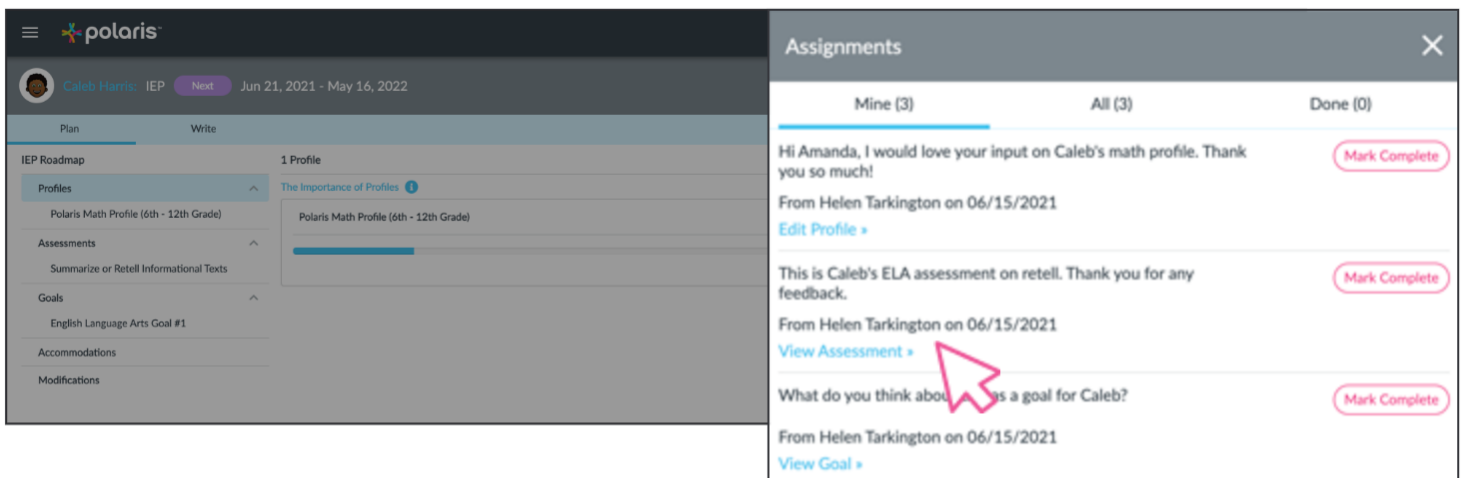 polaris
Caleb Harris: IEP Next Jun 21, 2021 - May 16, 2022
Plan Write
IEP Roadmap
Profiles
Polaris Math Profile (6th - 12th Grade)
Assessments
Summarize or Retell Informational Texts
Goals
English Language Arts Goal #1
Accommodations
Modifications
1 Profile
The Importance of Profiles i
Polaris Math Profile (6th - 12th Grade)
Assignments
Mine (3) All (3) Done (0)
Hi Amanda, I would love your input on Caleb's math profile. Thank
you so much!
Mark Complete
From Helen Tarkington on 06/15/2021
Edit Profile »
This is Caleb's ELA assessment on retell. Thank you for any
feedback.
Mark Complete
From Helen Tarkington on 06/15/2021
View Assessment »
What do you think as a goal for Caleb?
Mark Complete
From Helen Tarkington on 06/15/2021
View Goal »